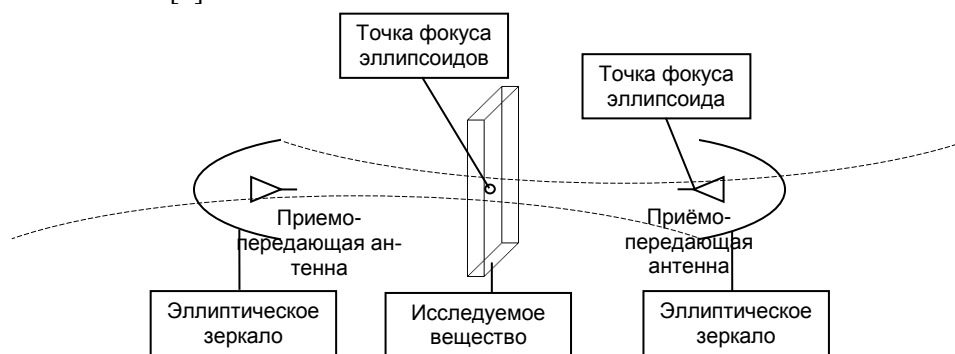 Точка фокуса
эллипсоидов
Точка фокуса
эллипсоида
Приемо-
передающая ан-
тенна
Приёмо-
передающая
антенна
Эллиптическое
зеркало
Исследуемое
вещество
Эллиптическое
зеркало